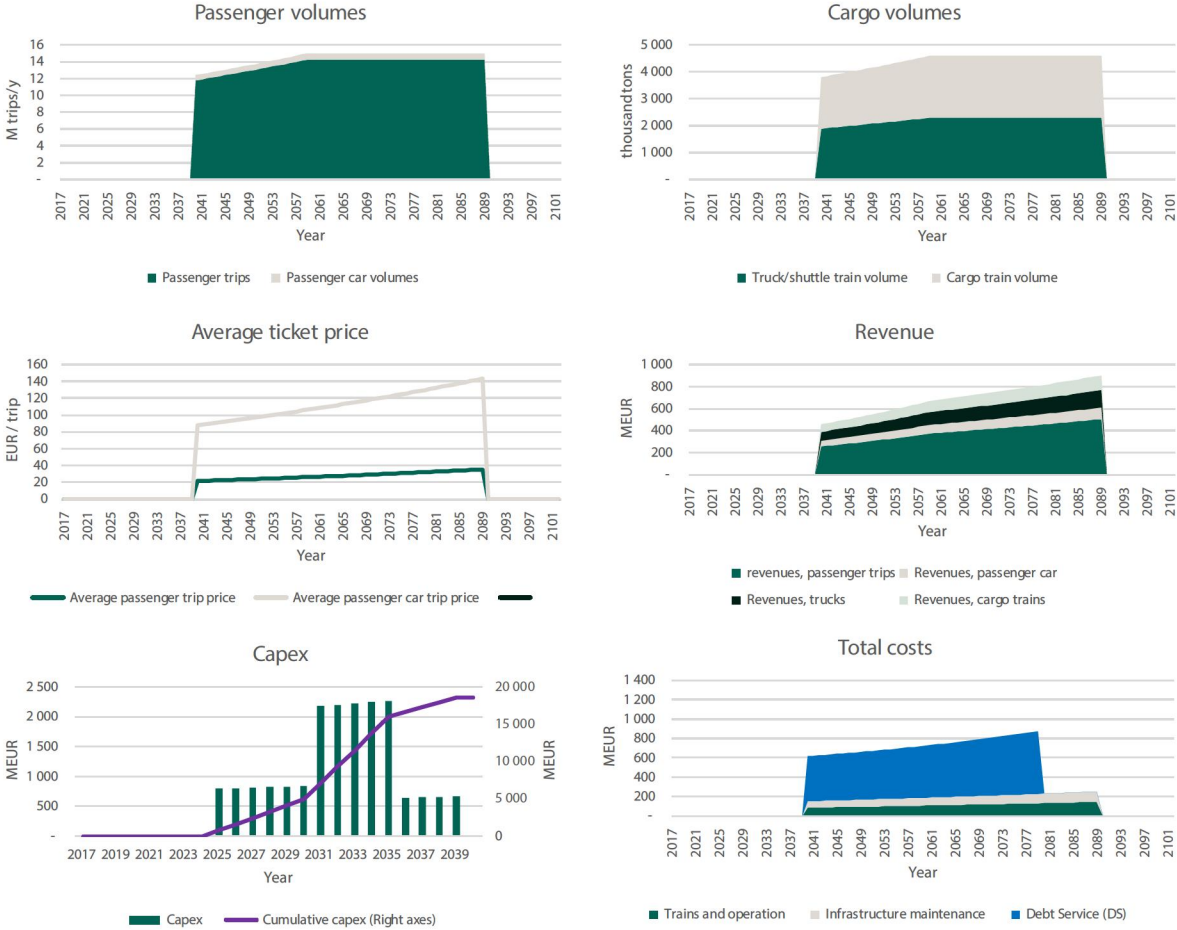 Passenger volumes
M trips/y
16
14
12
10
8
6
4
2
-
2017 2021 2025 2029 2033 2037 2041 2045 2049 2053 2057 2061 2065 2069 2073 2077 2081 2085 2089 2093 2097 2101
Year
Passenger trips Passenger car volumes
Cargo volumes
thousand tons
5 000
4 000
3 000
2 000
1 000
-
2017 2021 2025 2029 2033 2037 2041 2045 2049 2053 2057 2061 2065 2069 2073 2077 2081 2085 2089 2093 2097 2101
Year
Truck/shuttle train volume Cargo train volume
Average ticket price
EUR / trip
160
140
120
100
80
60
40
20
0
2017 2021 2025 2029 2033 2037 2041 2045 2049 2053 2057 2061 2065 2069 2073 2077 2081 2085 2089 2093 2097 2101
Year
Average passenger trip price Average passenger car trip price
Revenue
MEUR
1 000
800
600
400
200
-
2017 2021 2025 2029 2033 2037 2041 2045 2049 2053 2057 2061 2065 2069 2073 2077 2081 2085 2089 2093 2097 2101
Year
revenues, passenger trips Revenues, passenger car
Revenues, trucks Revenues, cargo trains
Capex
MEUR
2 500
2 000
1 500
1 000
500
-
20 000
15 000
10 000
5 000
0
MEUR
2017 2019 2021 2023 2025 2027 2029 2031 2033 2035 2037 2039
Year
Capex Cumulative capex (Right axes)
Total costs
MEUR
1 400
1 200
1 000
800
600
400
200
-
2017 2021 2025 2029 2033 2037 2041 2045 2049 2053 2057 2061 2065 2069 2073 2077 2081 2085 2089 2093 2097 2101
Year
Trains and operation Infrastructure maintenance Debt Service (DS)